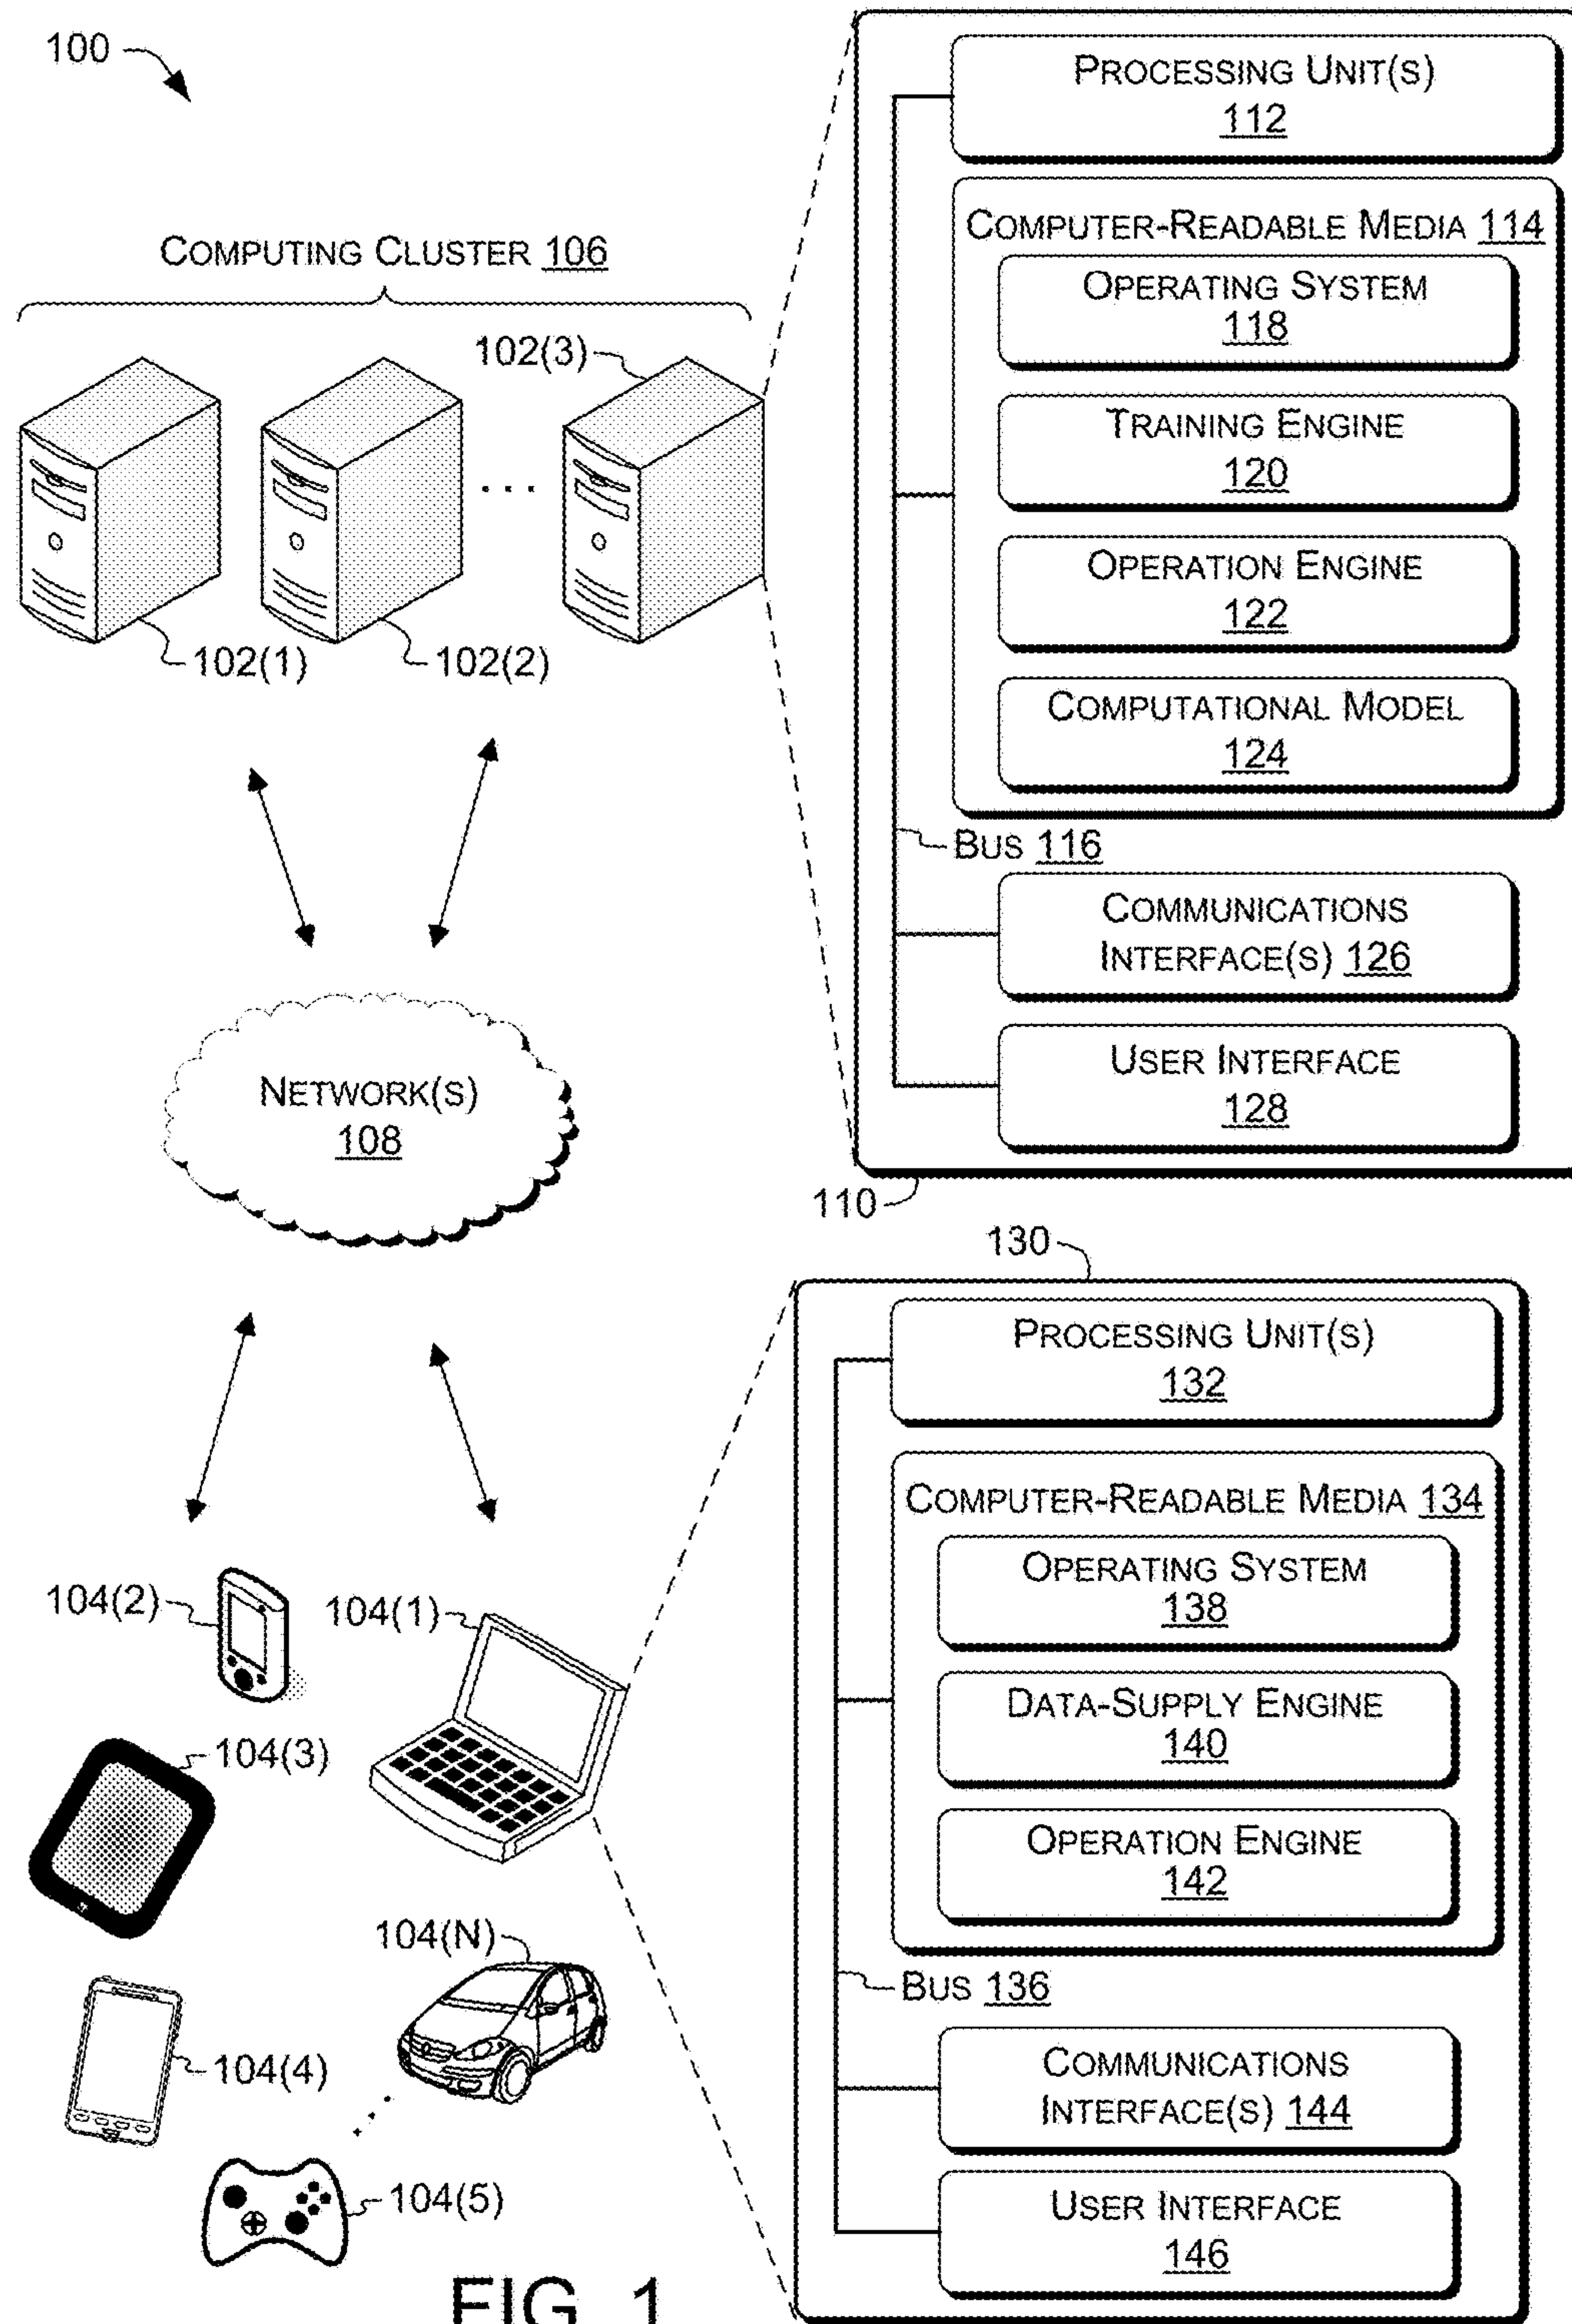 100
COMPUTING CLUSTER 106
102(3)
102(1)
102(2)
...
NETWORK(S)
108
PROCESSING UNIT(S)
112
COMPUTER-READABLE MEDIA 114
OPERATING SYSTEM
118
TRAINING ENGINE
120
OPERATION ENGINE
122
COMPUTATIONAL MODEL
124
BUS 116
COMMUNICATIONS
INTERFACE(S) 126
USER INTERFACE
128
110
130
PROCESSING UNIT(S)
132
COMPUTER-READABLE MEDIA 134
OPERATING SYSTEM
138
DATA-SUPPLY ENGINE
140
OPERATION ENGINE
142
BUS 136
COMMUNICATIONS
INTERFACE(S) 144
USER INTERFACE
146
104(2)
104(1)
104(3)
104(N)
104(4)
104(5)
FIG. 1